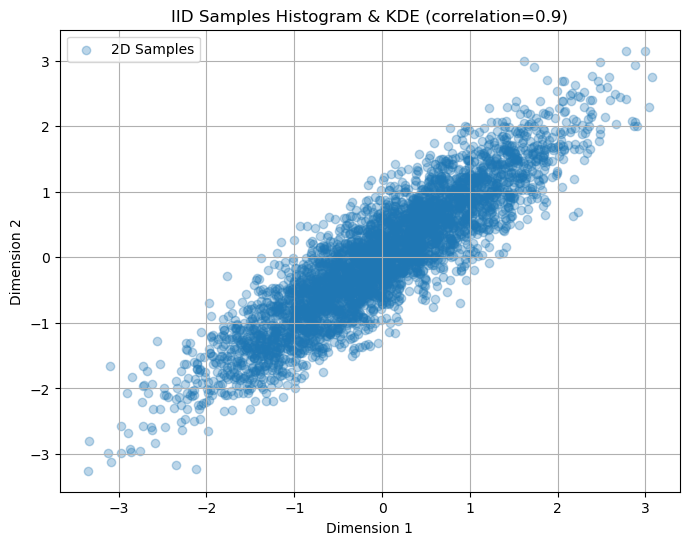 IID Samples Histogram & KDE (correlation=0.9)
2D Samples
3
2
1
0
−1
−2
−3
Dimension 2
−3 −2 −1 0 1 2 3
Dimension 1